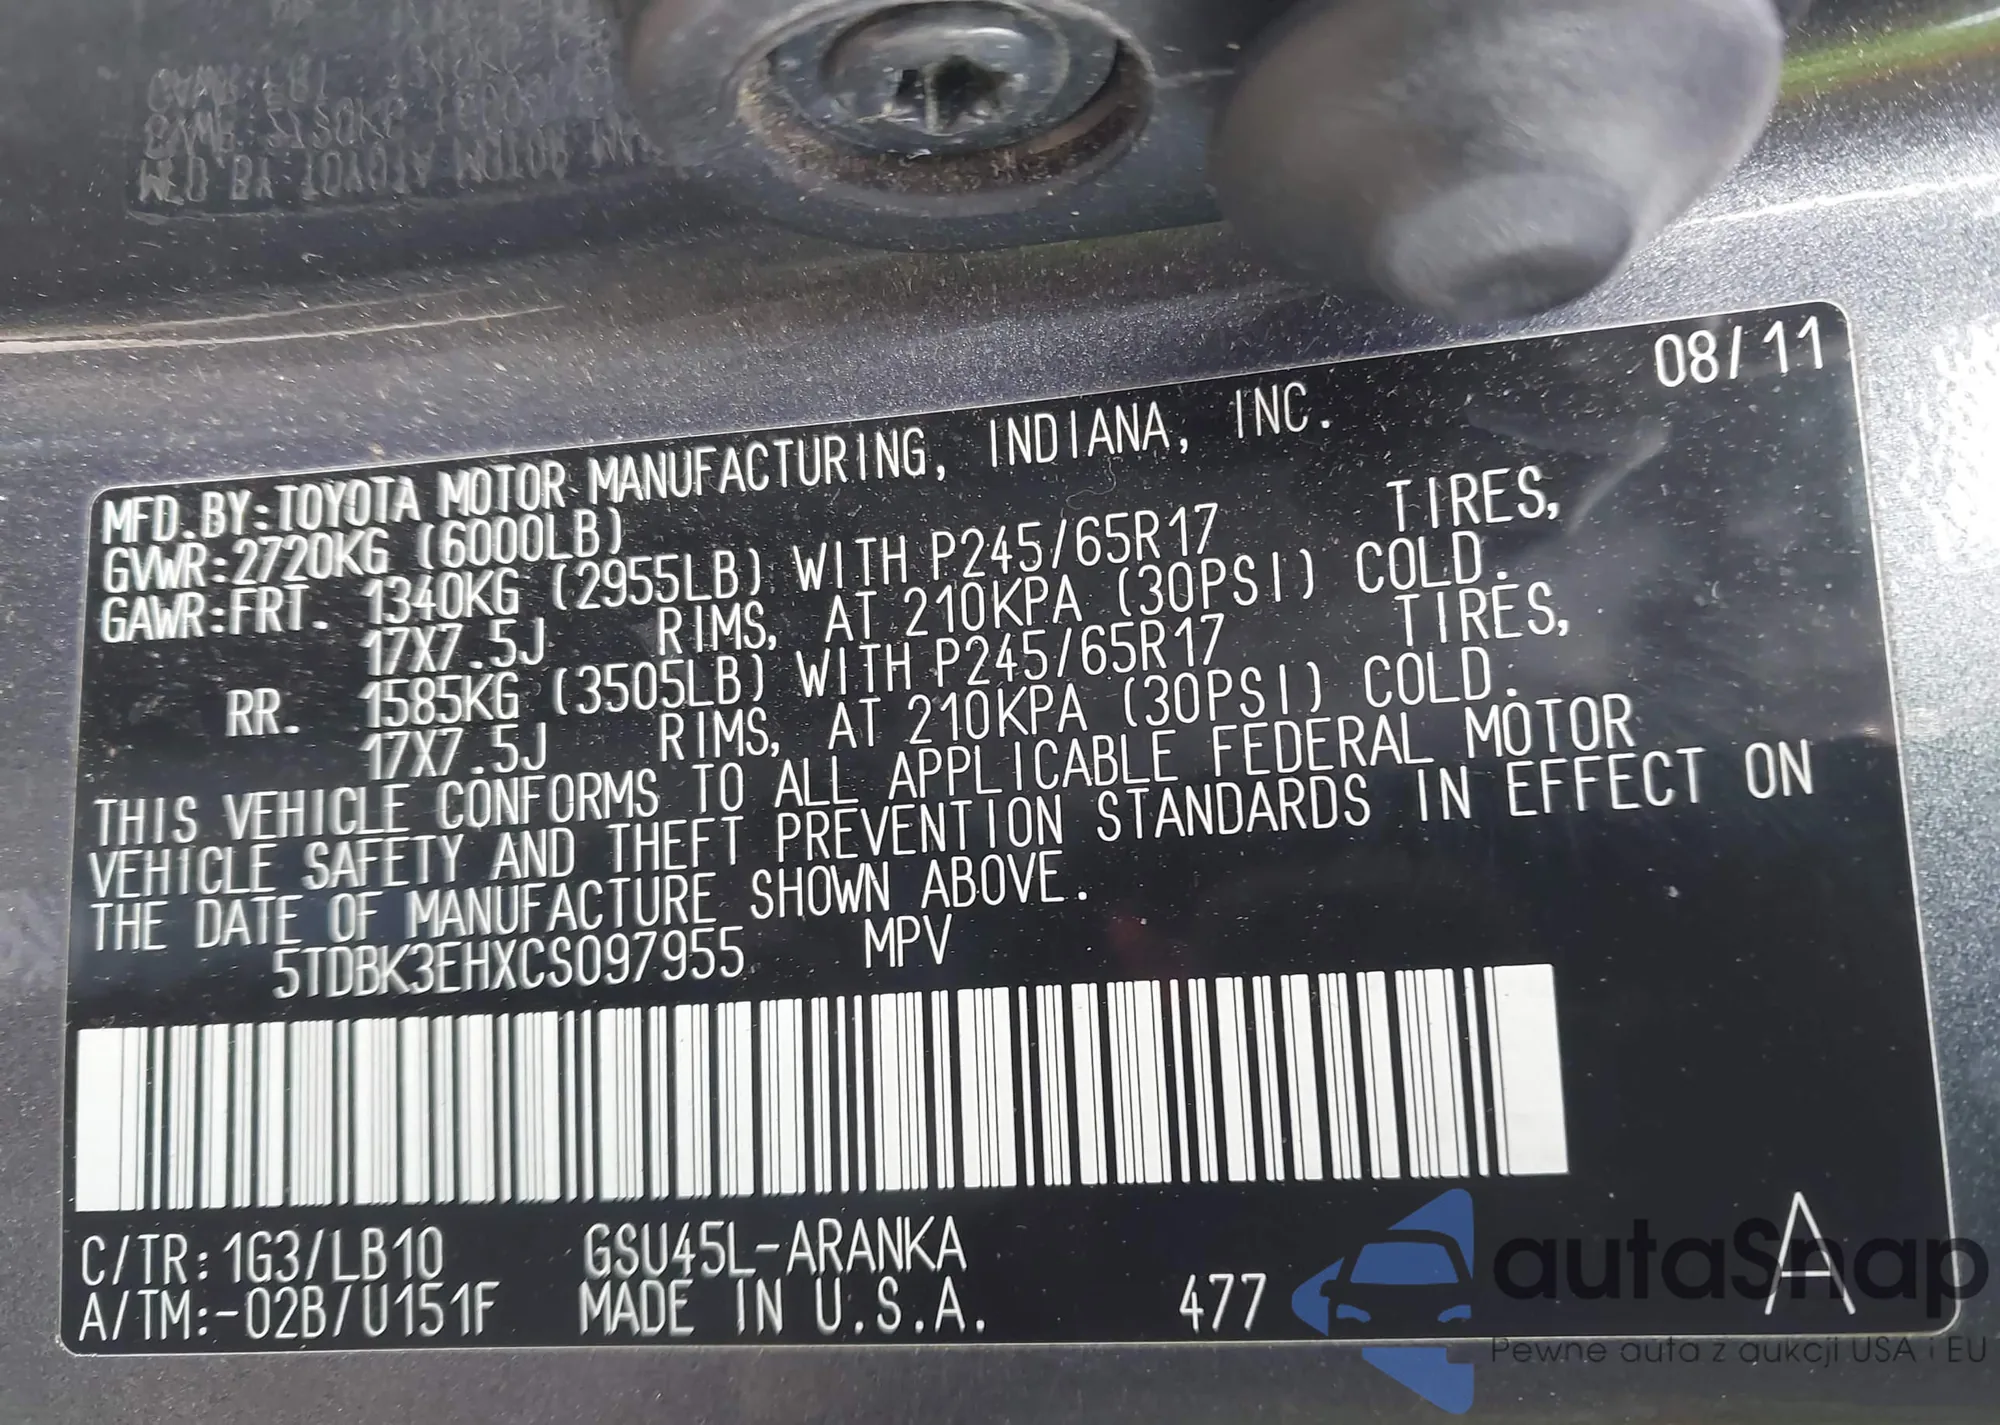 08/11
MFD.BY:TOYOTA MOTOR MANUFACTURING, INDIANA, INC.
GVWR:2720KG (6000LB)
GAWR:FRT. 1340KG (2955LB) WITH P245/65R17 TIRES,
17X7.5J RIMS, AT 210KPA (30PSI) COLD.
RR. 1585KG (3505LB) WITH P245/65R17 TIRES,
17X7.5J RIMS, AT 210KPA (30PSI) COLD.
THIS VEHICLE CONFORMS TO ALL APPLICABLE FEDERAL MOTOR
VEHICLE SAFETY AND THEFT PREVENTION STANDARDS IN EFFECT ON
THE DATE OF MANUFACTURE SHOWN ABOVE.
5TDBK3EHXCS097955 MPV
C/TR:1G3/LB10 GSU45L-ARANKA
A/TM:-02B/U151F MADE IN U.S.A. 477 A
autaSnap
Pewne auta z aukcji USA i EU